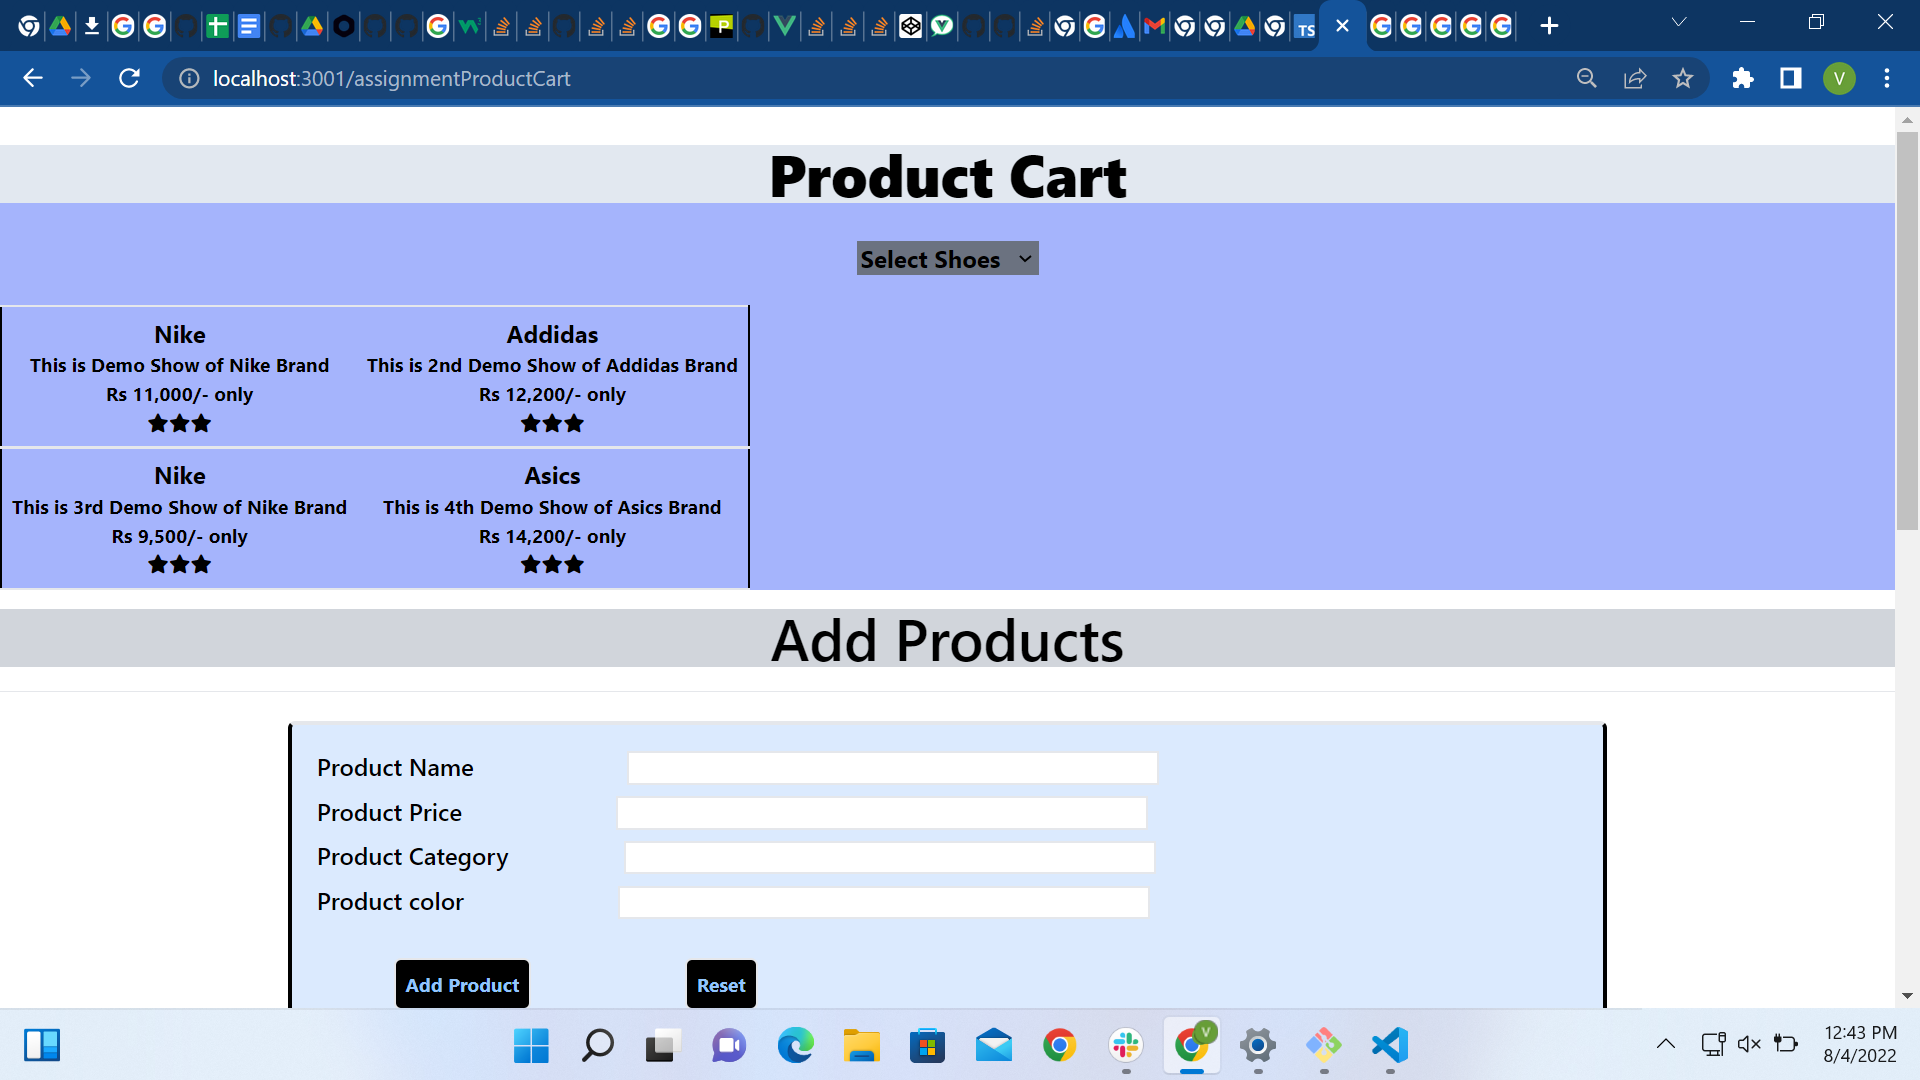 localhost:3001/assignmentProductCart
V
TS
Product Cart
Select Shoes
Nike
This is Demo Show of Nike Brand
Rs 11,000/- only
Addidas
This is 2nd Demo Show of Addidas Brand
Rs 12,200/- only
Nike
This is 3rd Demo Show of Nike Brand
Rs 9,500/- only
Asics
This is 4th Demo Show of Asics Brand
Rs 14,200/- only
Add Products
Product Name
Product Price
Product Category
Product color
Add Product
Reset
V
12:43 PM
8/4/2022